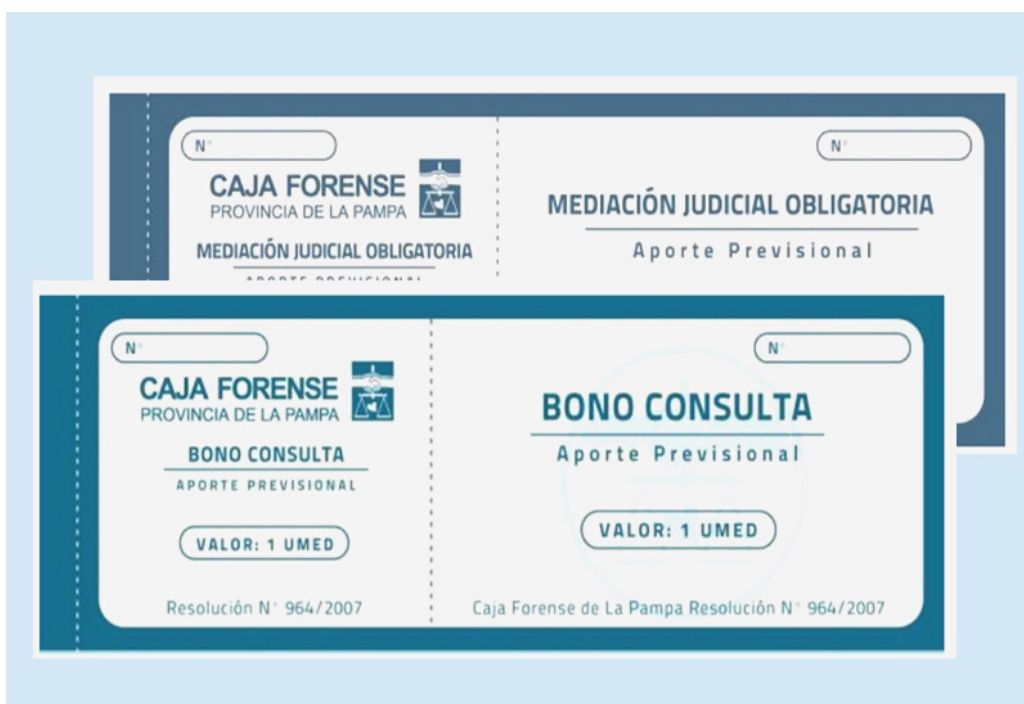 N°
CAJA FORENSE
PROVINCIA DE LA PAMPA
MEDIACIÓN JUDICIAL OBLIGATORIA
APORTE PREVISIONAL
N°
MEDIACIÓN JUDICIAL OBLIGATORIA
Aporte Previsional
N°
CAJA FORENSE
PROVINCIA DE LA PAMPA
BONO CONSULTA
APORTE PREVISIONAL
VALOR: 1 UMED
Resolución N° 964/2007
N°
BONO CONSULTA
Aporte Previsional
VALOR: 1 UMED
Caja Forense de La Pampa Resolución N° 964/2007